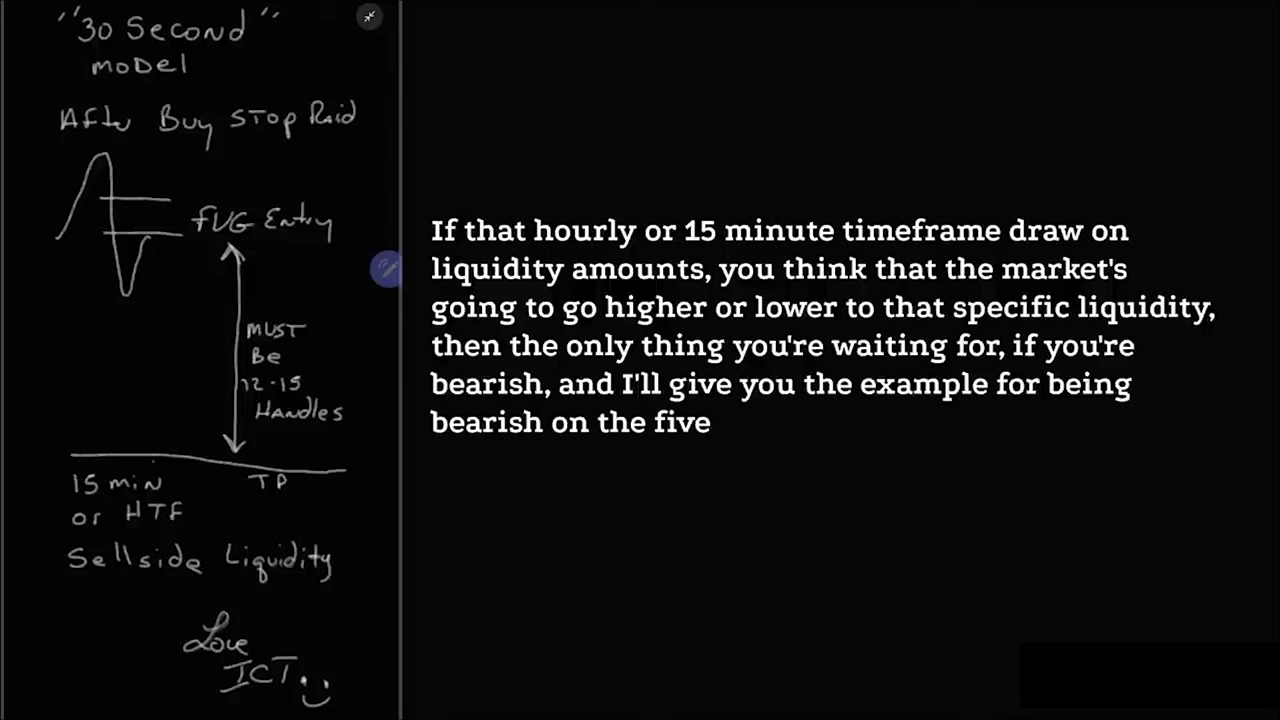 "30 Second"
model
After Buy Stop Raid
FVG Entry
MUST
Be
12-15
HANDles
15 min
TP
or HTF
Sellside Liquidity
Love
ICT
If that hourly or 15 minute timeframe draw on
liquidity amounts, you think that the market's
going to go higher or lower to that specific liquidity,
then the only thing you're waiting for, if you're
bearish, and I'll give you the example for being
bearish on the five